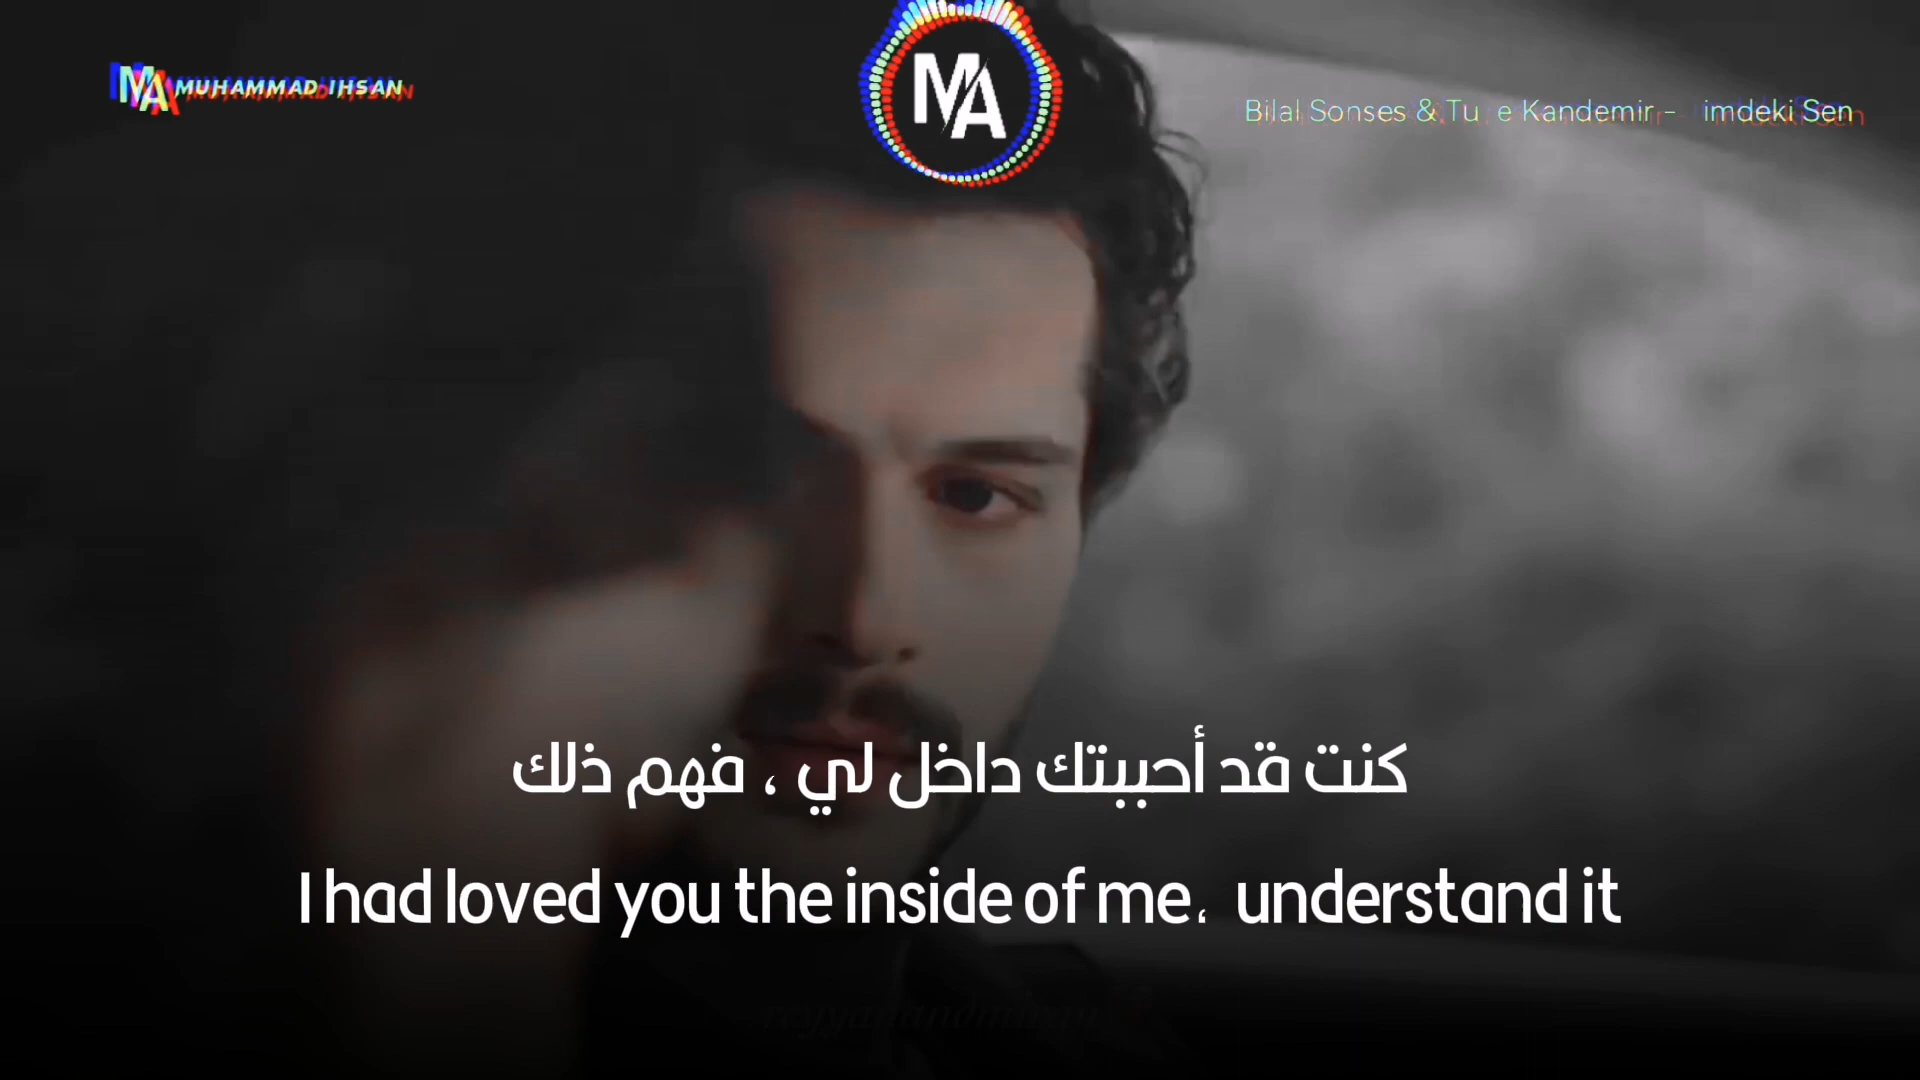 MA MUHAMMAD IHSAN
MA
Bilal Sonses & Tu e Kandemir - imdeki Sen
كنت قد أحببتك داخل لي ، فهم ذلك
I had loved you the inside of me، understand it